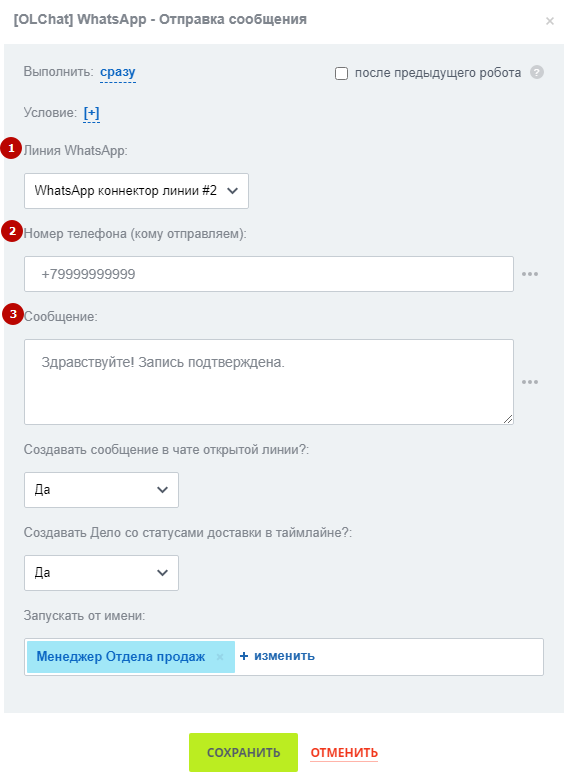 [OLChat] WhatsApp - Отправка сообщения ×
Выполнить: сразу после предыдущего робота ?
Условие: [+]
1 Линия WhatsApp:
WhatsApp коннектор линии #2
2 Номер телефона (кому отправляем):
+79999999999
3 Сообщение:
Здравствуйте! Запись подтверждена.
Создавать сообщение в чате открытой линии?:
Да
Создавать Дело со статусами доставки в таймлайне?:
Да
Запускать от имени:
Менеджер Отдела продаж × + изменить
СОХРАНИТЬ ОТМЕНИТЬ